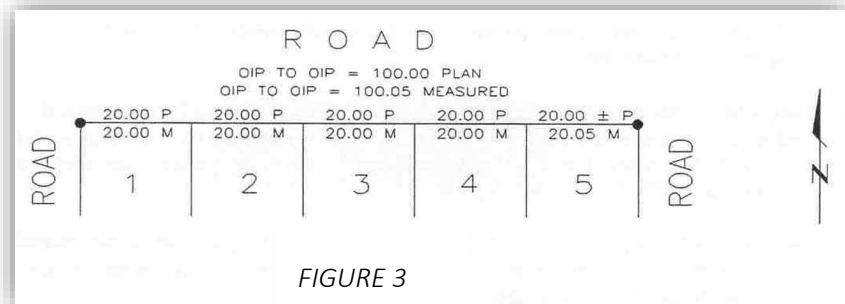 ROAD
OIP TO OIP = 100.00 PLAN
OIP TO OIP = 100.05 MEASURED
20.00 P 20.00 P 20.00 P 20.00 P 20.00 ± P
20.00 M 20.00 M 20.00 M 20.00 M 20.05 M
ROAD 1 2 3 4 5 ROAD N
FIGURE 3